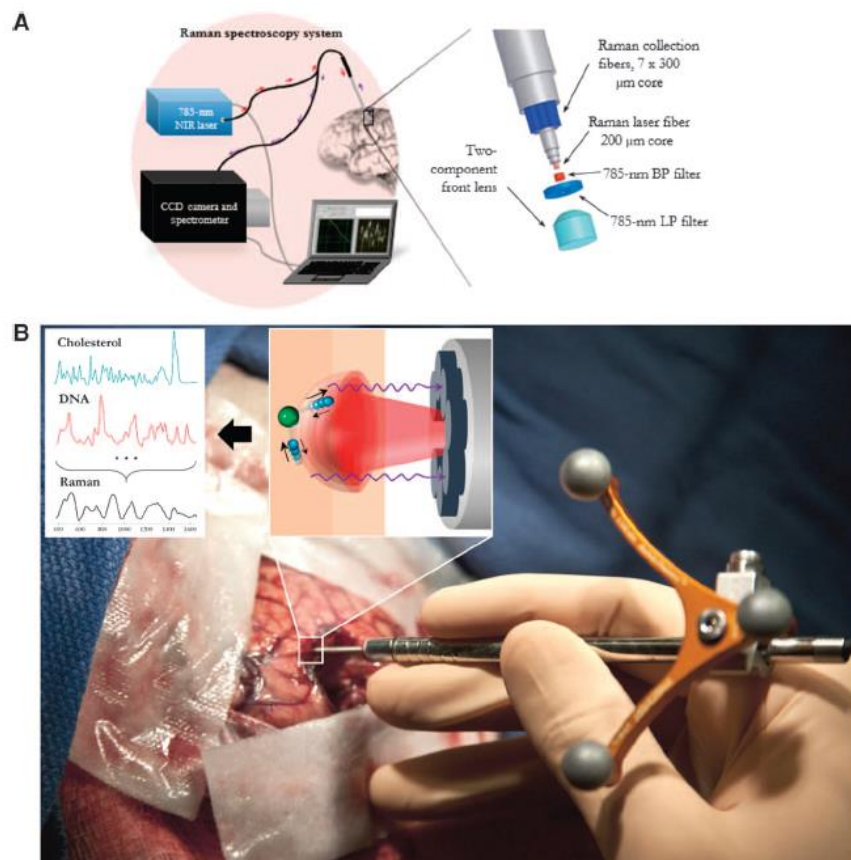 A
Raman spectroscopy system
785-nm
NIR laser
CCD camera and
spectrometer
Raman collection
fibers, 7 x 300
μm core
Raman laser fiber
200 μm core
Two-
component
front lens
785-nm BP filter
785-nm LP filter
B
Cholesterol
DNA
Raman